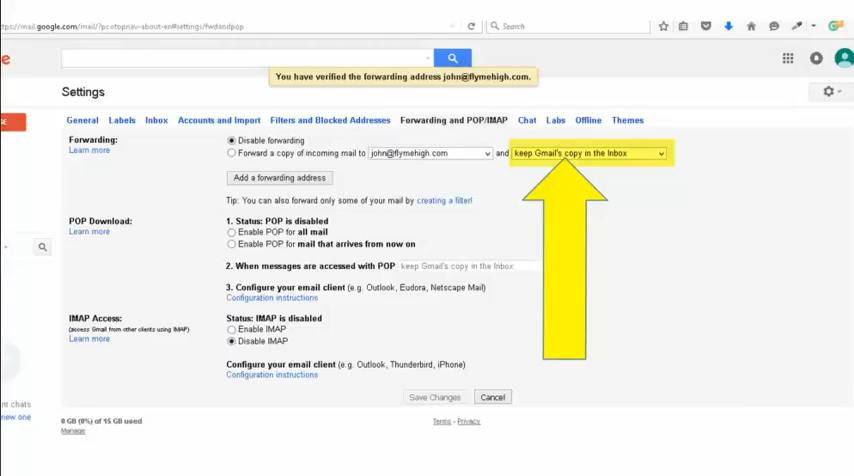 ttps://mail.google.com/mail/?pc=topnav-about-en#settings/fwdandpop
Search
You have verified the forwarding address john@flymehigh.com.
Settings
General Labels Inbox Accounts and Import Filters and Blocked Addresses Forwarding and POP/IMAP Chat Labs Offline Themes
Forwarding: Disable forwarding
Learn more Forward a copy of incoming mail to john@flymehigh.com and keep Gmail's copy in the Inbox
Add a forwarding address
Tip: You can also forward only some of your mail by creating a filter!
POP Download: 1. Status: POP is disabled
Learn more Enable POP for all mail
Enable POP for mail that arrives from now on
2. When messages are accessed with POP keep Gmail's copy in the Inbox
3. Configure your email client (e.g. Outlook, Eudora, Netscape Mail)
Configuration instructions
IMAP Access: Status: IMAP is disabled
(access Gmail from other clients using IMAP) Enable IMAP
Learn more Disable IMAP
Configure your email client (e.g. Outlook, Thunderbird, iPhone)
Configuration instructions
Save Changes Cancel
nt chats
new one
0 GB (0%) of 15 GB used Terms - Privacy
Manage